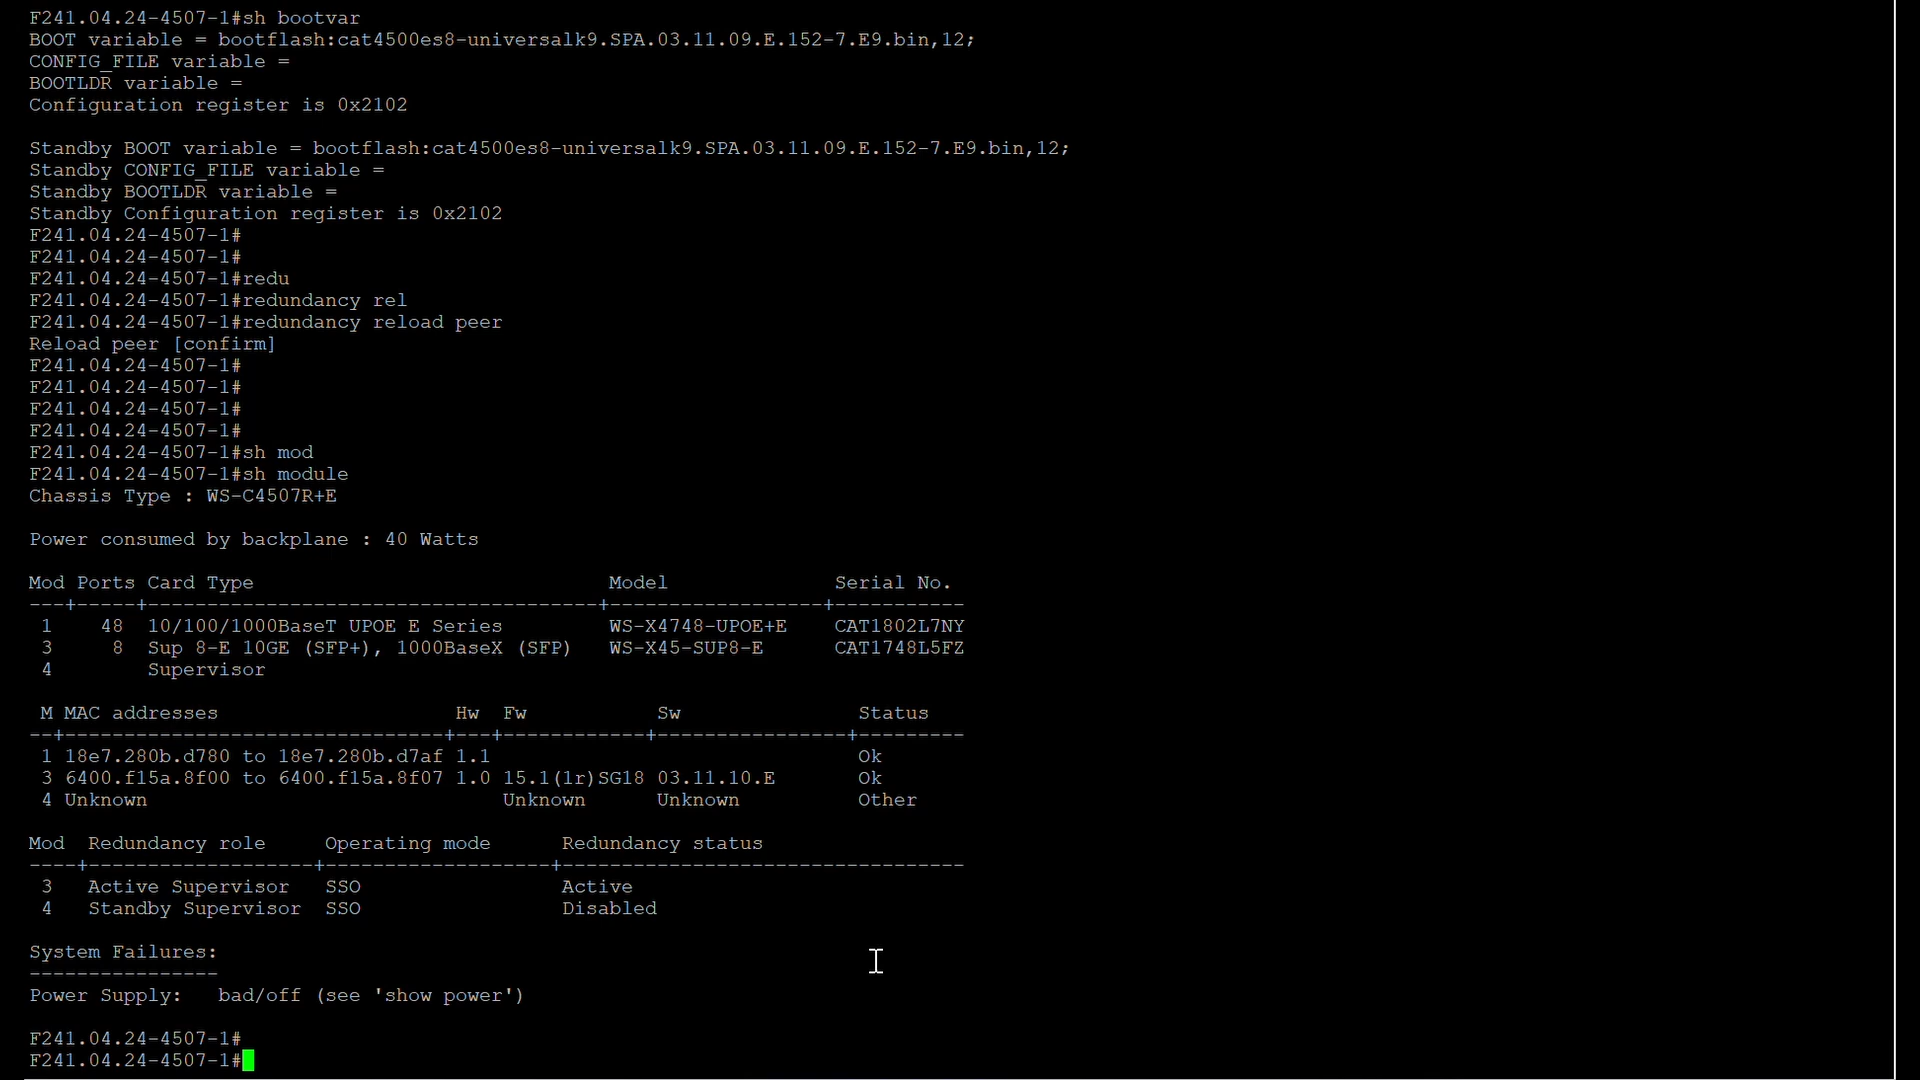 F241.04.24-4507-1#sh bootvar
BOOT variable = bootflash:cat4500es8-universalk9.SPA.03.11.09.E.152-7.E9.bin,12;
CONFIG_FILE variable =
BOOTLDR variable =
Configuration register is 0x2102

Standby BOOT variable = bootflash:cat4500es8-universalk9.SPA.03.11.09.E.152-7.E9.bin,12;
Standby CONFIG_FILE variable =
Standby BOOTLDR variable =
Standby Configuration register is 0x2102
F241.04.24-4507-1#
F241.04.24-4507-1#
F241.04.24-4507-1#redu
F241.04.24-4507-1#redundancy rel
F241.04.24-4507-1#redundancy reload peer
Reload peer [confirm]
F241.04.24-4507-1#
F241.04.24-4507-1#
F241.04.24-4507-1#
F241.04.24-4507-1#
F241.04.24-4507-1#sh mod
F241.04.24-4507-1#sh module
Chassis Type : WS-C4507R+E

Power consumed by backplane : 40 Watts

Mod Ports Card Type                              Model              Serial No.
---+-----+--------------------------------------+------------------+-----------
 1    48  10/100/1000BaseT UPOE E Series         WS-X4748-UPOE+E    CAT1802L7NY
 3     8  Sup 8-E 10GE (SFP+), 1000BaseX (SFP)   WS-X45-SUP8-E      CAT1748L5FZ
 4        Supervisor

 M MAC addresses                    Hw  Fw           Sw               Status
--+--------------------------------+---+------------+----------------+---------
 1 18e7.280b.d780 to 18e7.280b.d7af 1.1                               Ok
 3 6400.f15a.8f00 to 6400.f15a.8f07 1.0 15.1(1r)SG18 03.11.10.E       Ok
 4 Unknown                              Unknown      Unknown          Other

Mod  Redundancy role     Operating mode      Redundancy status
----+-------------------+-------------------+----------------------------------
 3   Active Supervisor   SSO                 Active
 4   Standby Supervisor  SSO                 Disabled

System Failures:
----------------
Power Supply:   bad/off (see 'show power')

F241.04.24-4507-1#
F241.04.24-4507-1#